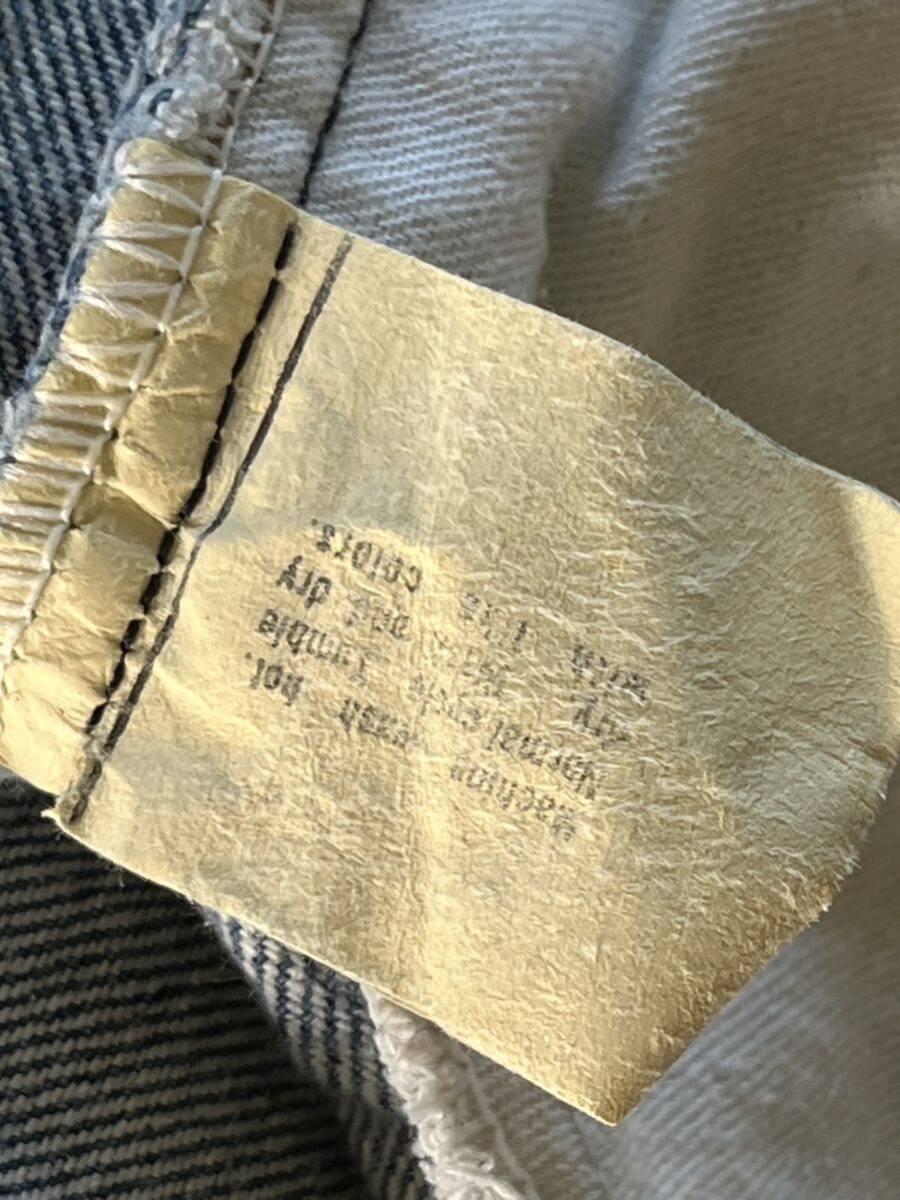 Machine wash hot.
Normal cycle Tumble
dry Wash and dry
with like colors.